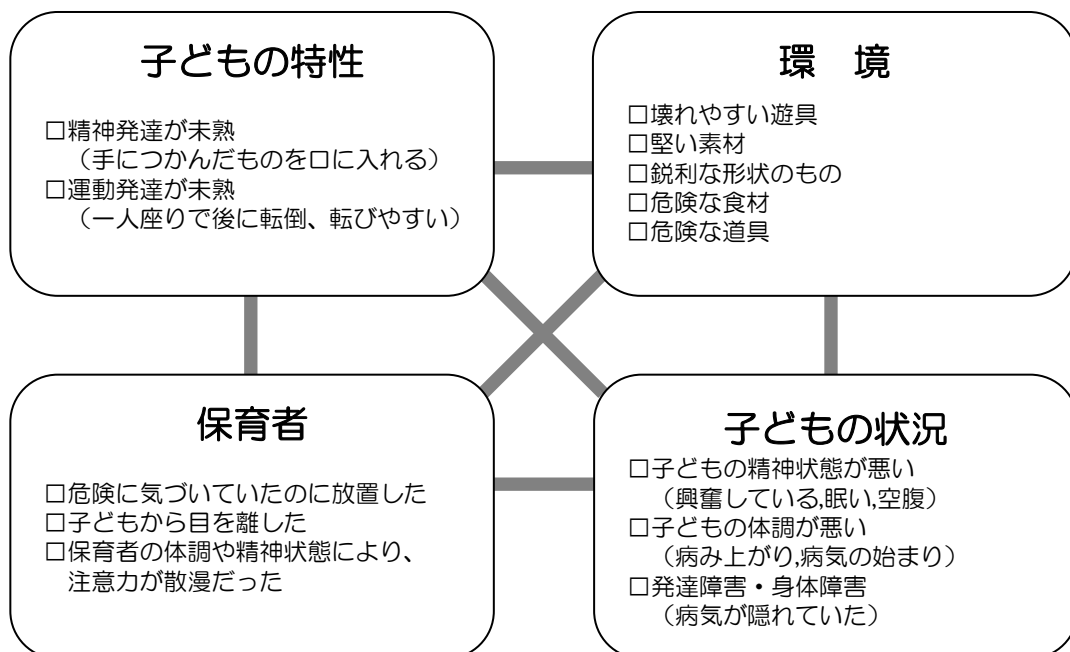 子どもの特性
□精神発達が未熟
（手につかんだものを口に入れる）
□運動発達が未熟
（一人座りで後に転倒、転びやすい）
環　境
□壊れやすい遊具
□堅い素材
□鋭利な形状のもの
□危険な食材
□危険な道具
保育者
□危険に気づいていたのに放置した
□子どもから目を離した
□保育者の体調や精神状態により、
注意力が散漫だった
子どもの状況
□子どもの精神状態が悪い
（興奮している,眠い,空腹）
□子どもの体調が悪い
（病み上がり,病気の始まり）
□発達障害・身体障害
（病気が隠れていた）